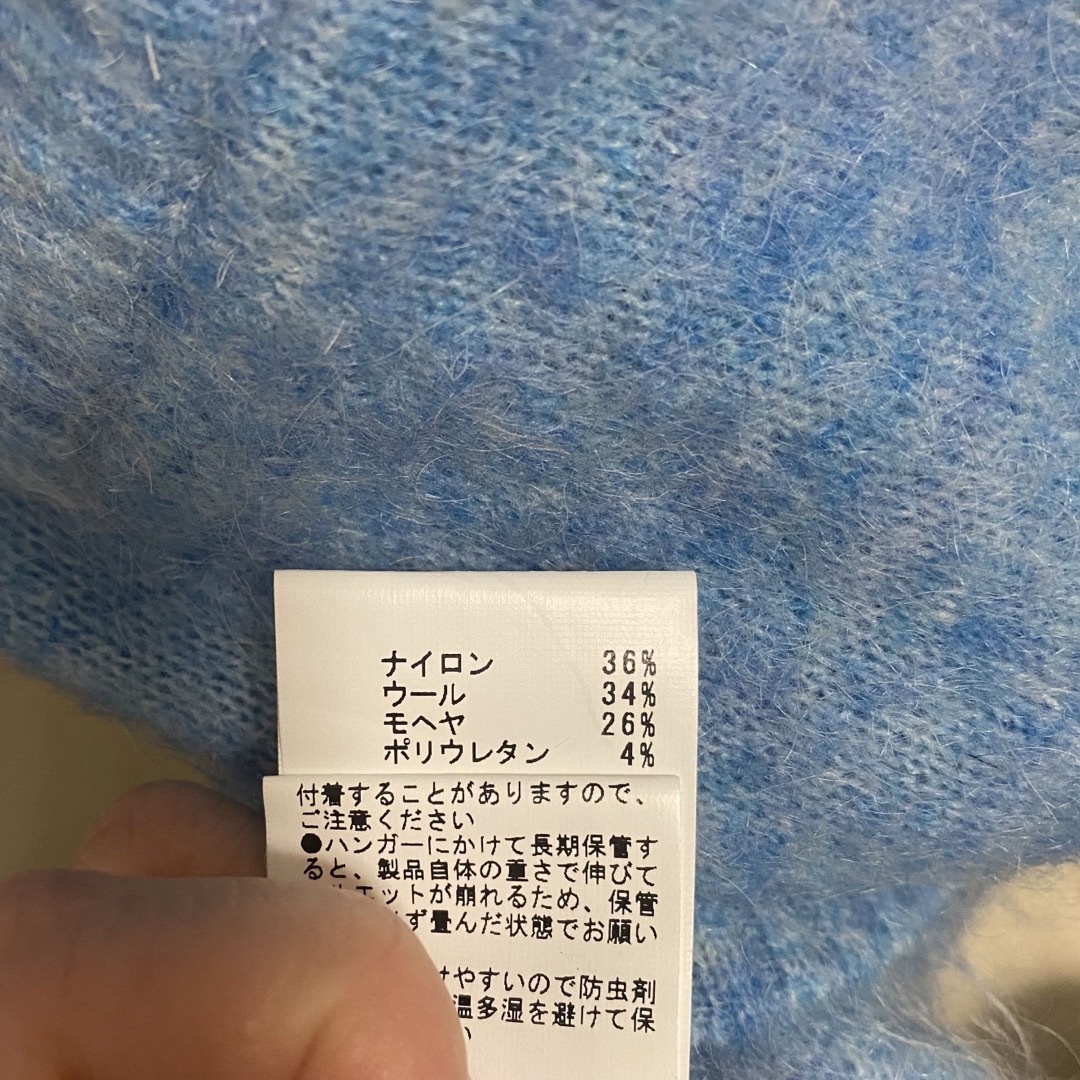 ナイロン 36%
ウール 34%
モヘヤ 26%
ポリウレタン 4%
付着することがありますので、
ご注意ください
●ハンガーにかけて長期保管す
ると、製品自体の重さで伸びて
エットが崩れるため、保管
ず畳んだ状態でお願い
やすいので防虫剤
温多湿を避けて保
い